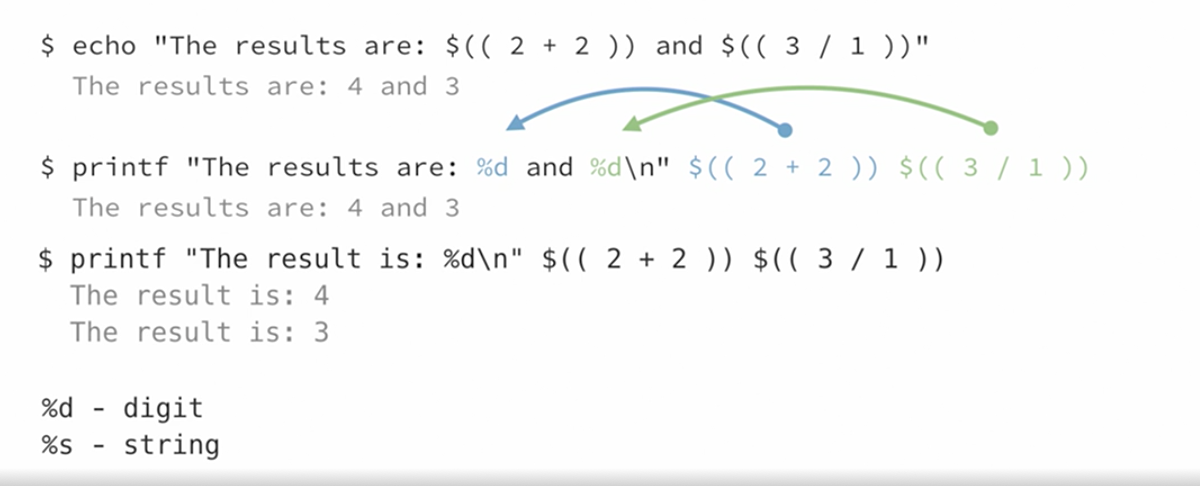 $ echo "The results are: $(( 2 + 2 )) and $(( 3 / 1 ))"
The results are: 4 and 3
$ printf "The results are: %d and %d\n" $(( 2 + 2 )) $(( 3 / 1 ))
The results are: 4 and 3
$ printf "The result is: %d\n" $(( 2 + 2 )) $(( 3 / 1 ))
The result is: 4
The result is: 3
%d - digit
%s - string